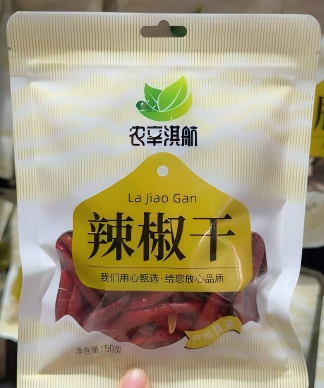 农辛淇航
La Jiao Gan
辣椒干
我们用心甄选·给您放心品质
净含量:50克